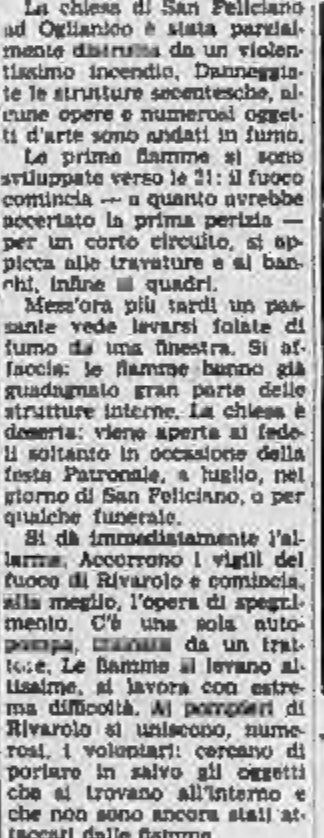 La chiesa di San Feliciano
ad Oglianico è stata parzial-
mente distrutta da un violen-
tissimo incendio. Danneggia-
te le strutture secentesche, al-
cune opere e numerosi ogget-
ti d'arte sono andati in fumo.
Le prime fiamme si sono
sviluppate verso le 21: il fuoco
comincia — a quanto avrebbe
accertato la prima perizia —
per un corto circuito, si ap-
picca alle travature e ai ban-
chi, infine ai quadri.
Mezz'ora più tardi un pas-
sante vede levarsi folate di
fumo da una finestra. Si af-
faccia: le fiamme hanno già
guadagnato gran parte delle
strutture interne. La chiesa è
deserta: viene aperta ai fede-
li soltanto in occasione della
festa Patronale, a luglio, nel
giorno di San Feliciano, o per
qualche funerale.
Si dà immediatamente l'al-
larme. Accorrono i vigili del
fuoco di Rivarolo e comincia,
alla meglio, l'opera di spegni-
mento. C'è una sola auto-
pompa, da un trat-
tore. Le fiamme si levano al-
tissime, si lavora con estre-
ma difficoltà. Ai pompieri di
Rivarolo si uniscono, nume-
rosi, i volontari: cercano di
portare in salvo gli oggetti
che si trovano all'interno e
che non sono ancora stati at-
taccati dalle fiamme.